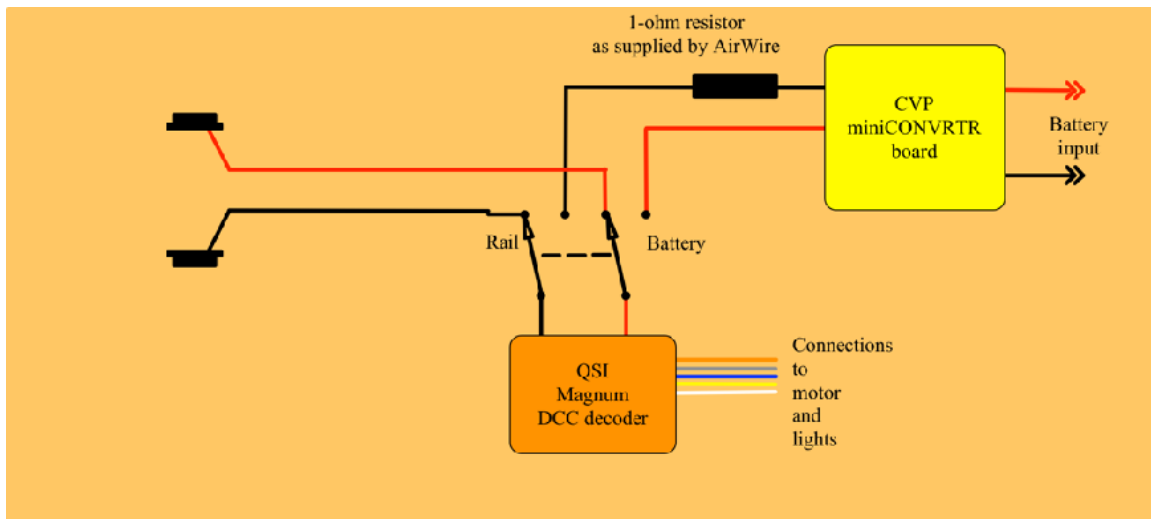 1-ohm resistor
as supplied by AirWire
CVP
miniCONVRTR
board
Battery
input
Rail
Battery
QSI
Magnum
DCC decoder
Connections
to
motor
and
lights